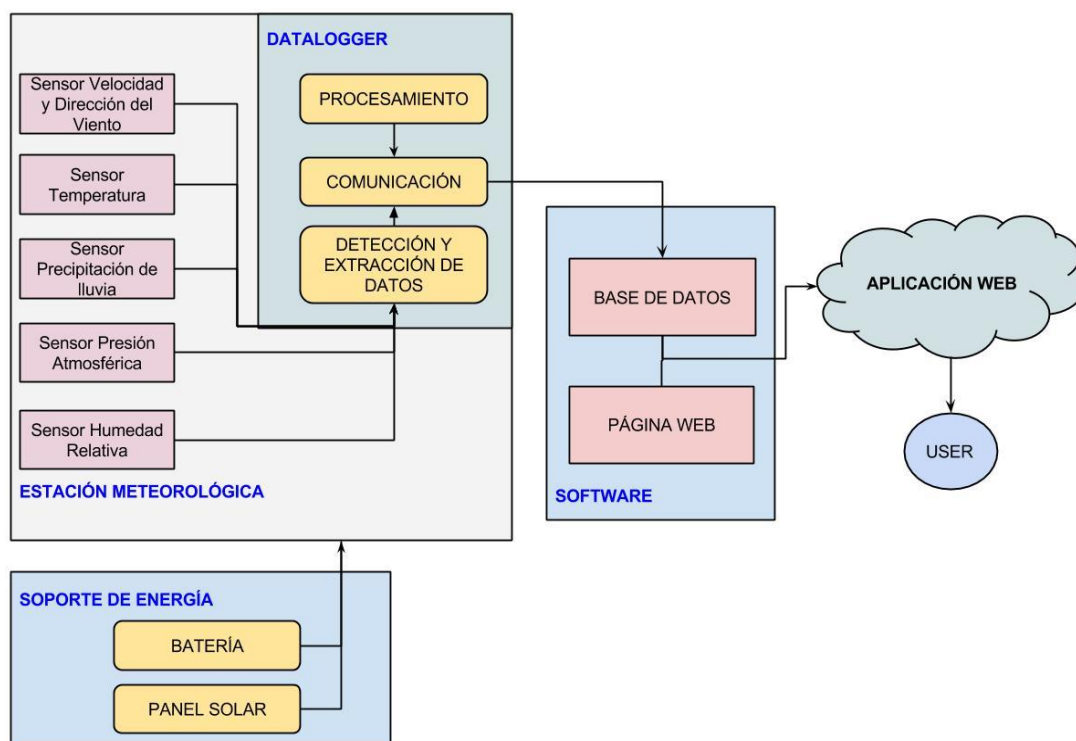 DATALOGGER
Sensor Velocidad
y Dirección del
Viento
PROCESAMIENTO
Sensor
Temperatura
COMUNICACIÓN
Sensor
Precipitación de
lluvia
DETECCIÓN Y
EXTRACCIÓN DE
DATOS
Sensor Presión
Atmosférica
Sensor Humedad
Relativa
ESTACIÓN METEOROLÓGICA
BASE DE DATOS
PÁGINA WEB
SOFTWARE
APLICACIÓN WEB
USER
SOPORTE DE ENERGÍA
BATERÍA
PANEL SOLAR